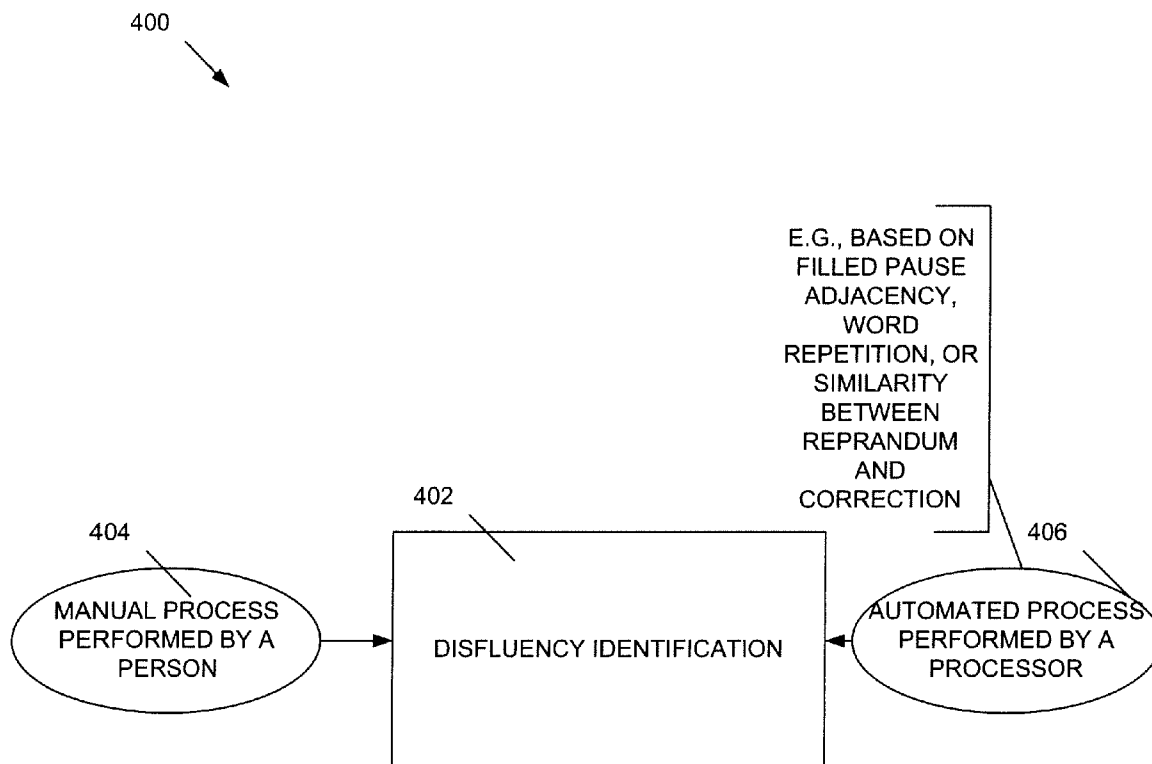 400
E.G., BASED ON
FILLED PAUSE
ADJACENCY,
WORD
REPETITION, OR
SIMILARITY
BETWEEN
REPRANDUM
AND
CORRECTION
402
404
406
MANUAL PROCESS
PERFORMED BY A
PERSON
DISFLUENCY IDENTIFICATION
AUTOMATED PROCESS
PERFORMED BY A
PROCESSOR